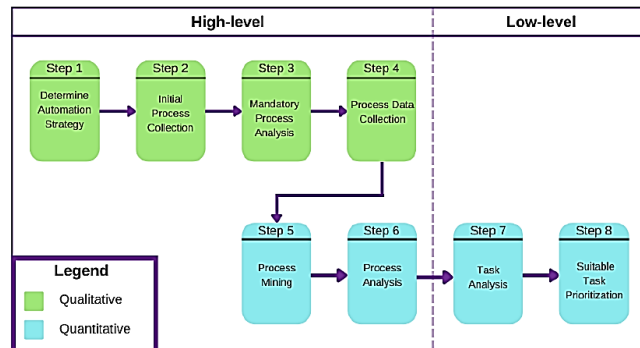 High-level
Low-level
Step 1
Determine
Automation
Strategy
Step 2
Initial
Process
Collection
Step 3
Mandatory
Process
Analysis
Step 4
Process Data
Collection
Step 5
Process
Mining
Step 6
Process
Analysis
Step 7
Task
Analysis
Step 8
Suitable
Task
Prioritization
Legend
Qualitative
Quantitative